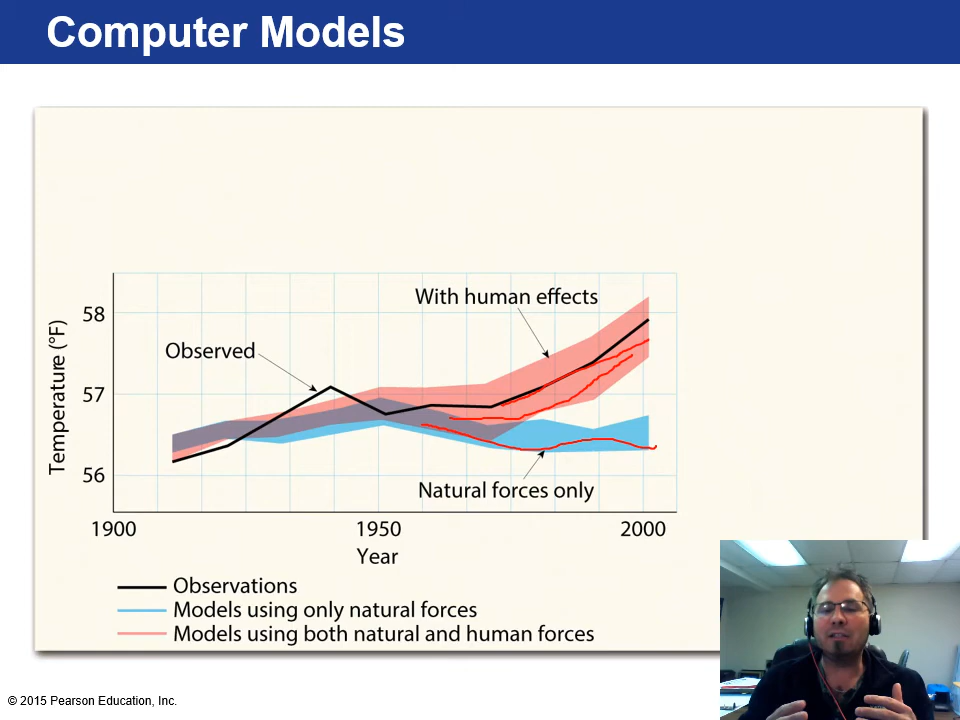 Computer Models
With human effects
58
Observed
57
Temperature (°F)
56
Natural forces only
1900
1950
2000
Year
Observations
Models using only natural forces
Models using both natural and human forces
© 2015 Pearson Education, Inc.